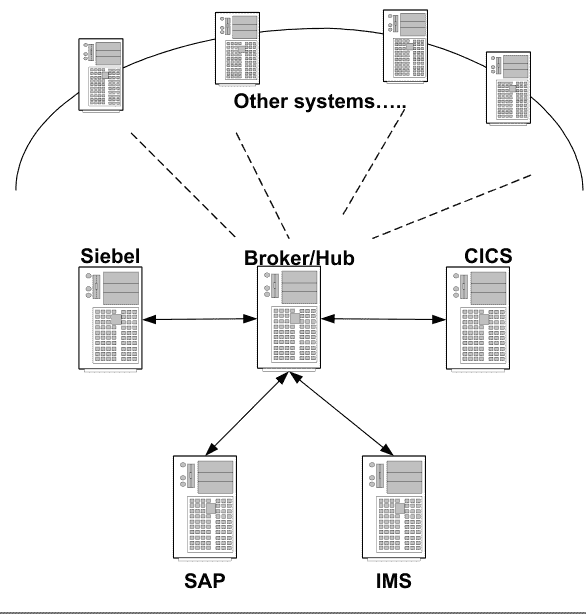 Other systems.....
Siebel
Broker/Hub
CICS
SAP
IMS